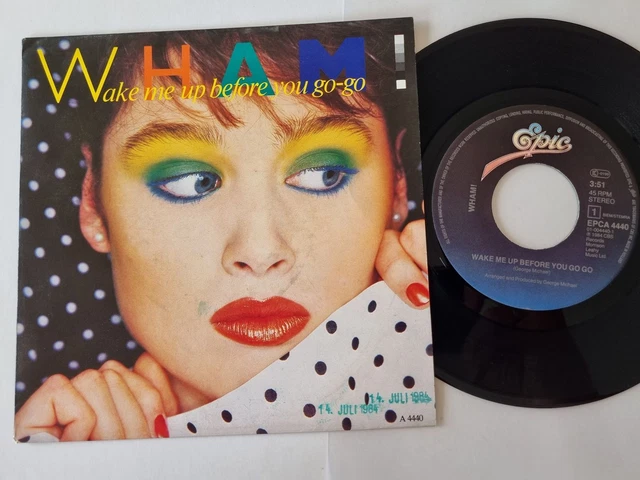 WHAM!
Wake me up before you go-go
14. JULI 1984
14. JULI 1984
A 4440
Epic
WHAM!
3:51
45 RPM
STEREO
1
EPCA 4440
WAKE ME UP BEFORE YOU GO GO
(George Michael)
Arranged and Produced by George Michael